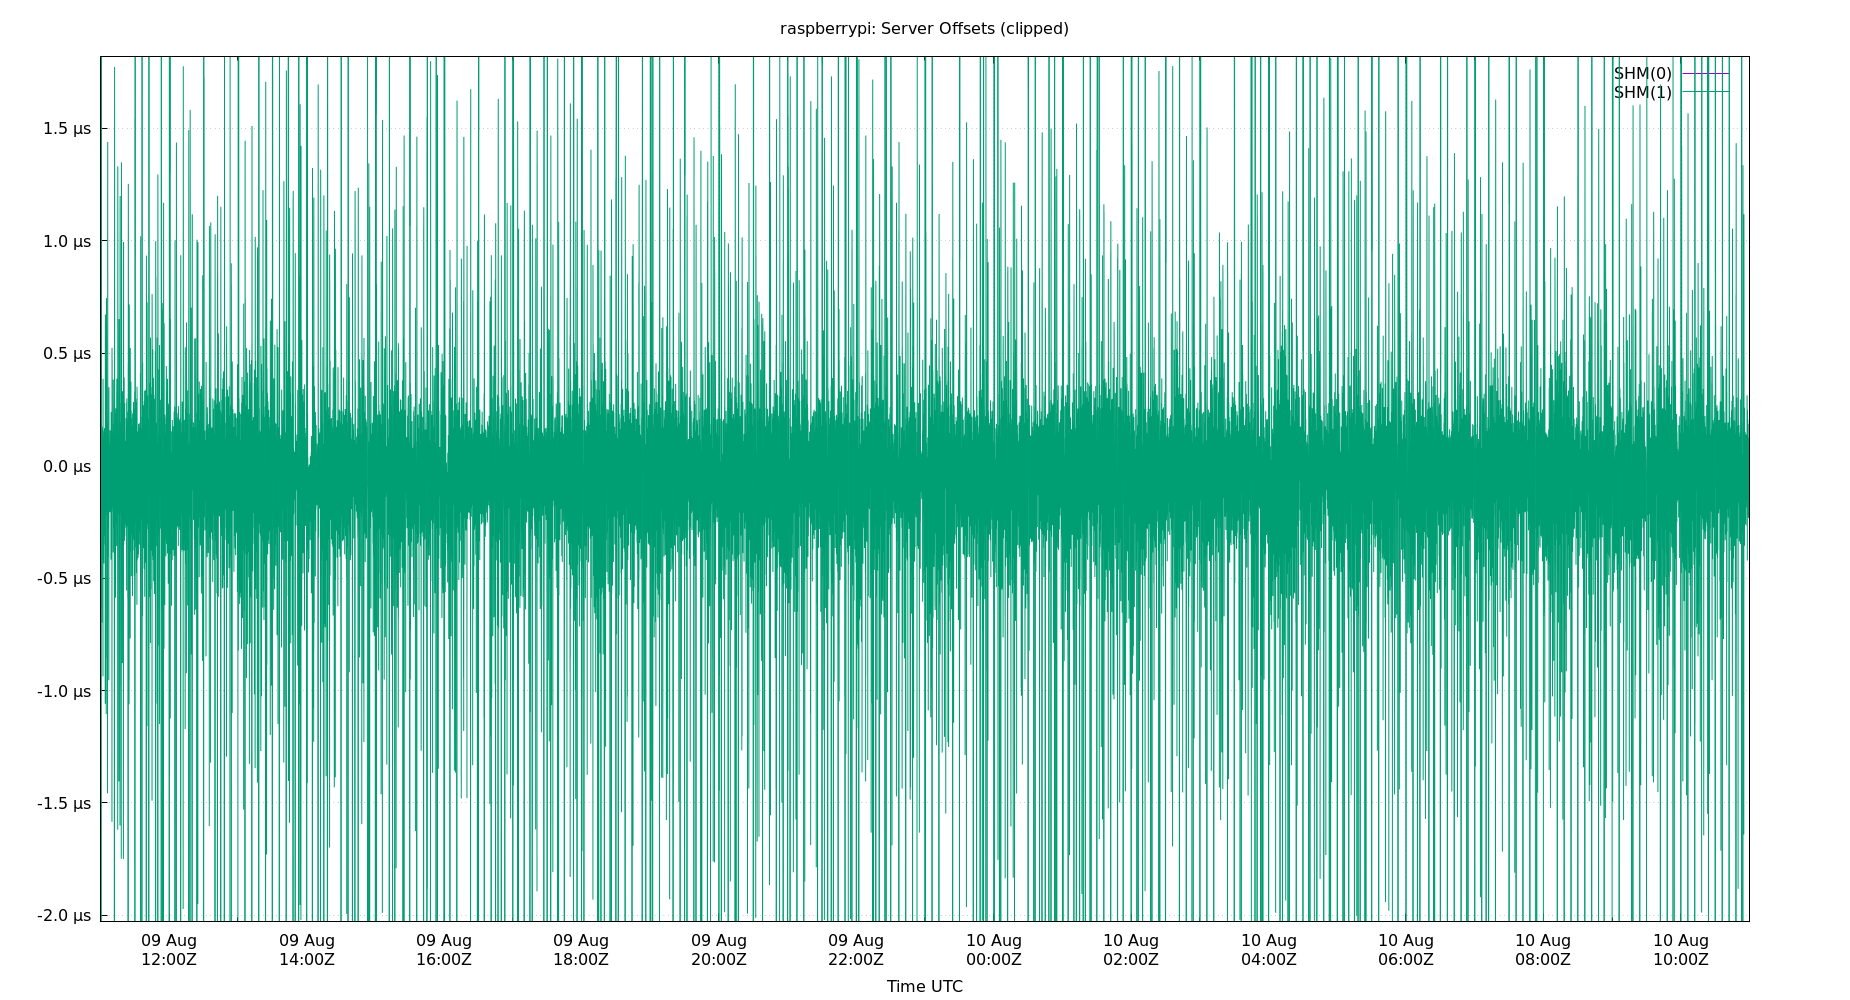 raspberrypi: Server Offsets (clipped)
SHM(0)
SHM(1)
1.5 µs
1.0 µs
0.5 µs
0.0 µs
-0.5 µs
-1.0 µs
-1.5 µs
-2.0 µs
09 Aug 09 Aug 09 Aug 09 Aug 09 Aug 09 Aug 10 Aug 10 Aug 10 Aug 10 Aug 10 Aug 10 Aug
12:00Z 14:00Z 16:00Z 18:00Z 20:00Z 22:00Z 00:00Z 02:00Z 04:00Z 06:00Z 08:00Z 10:00Z
Time UTC